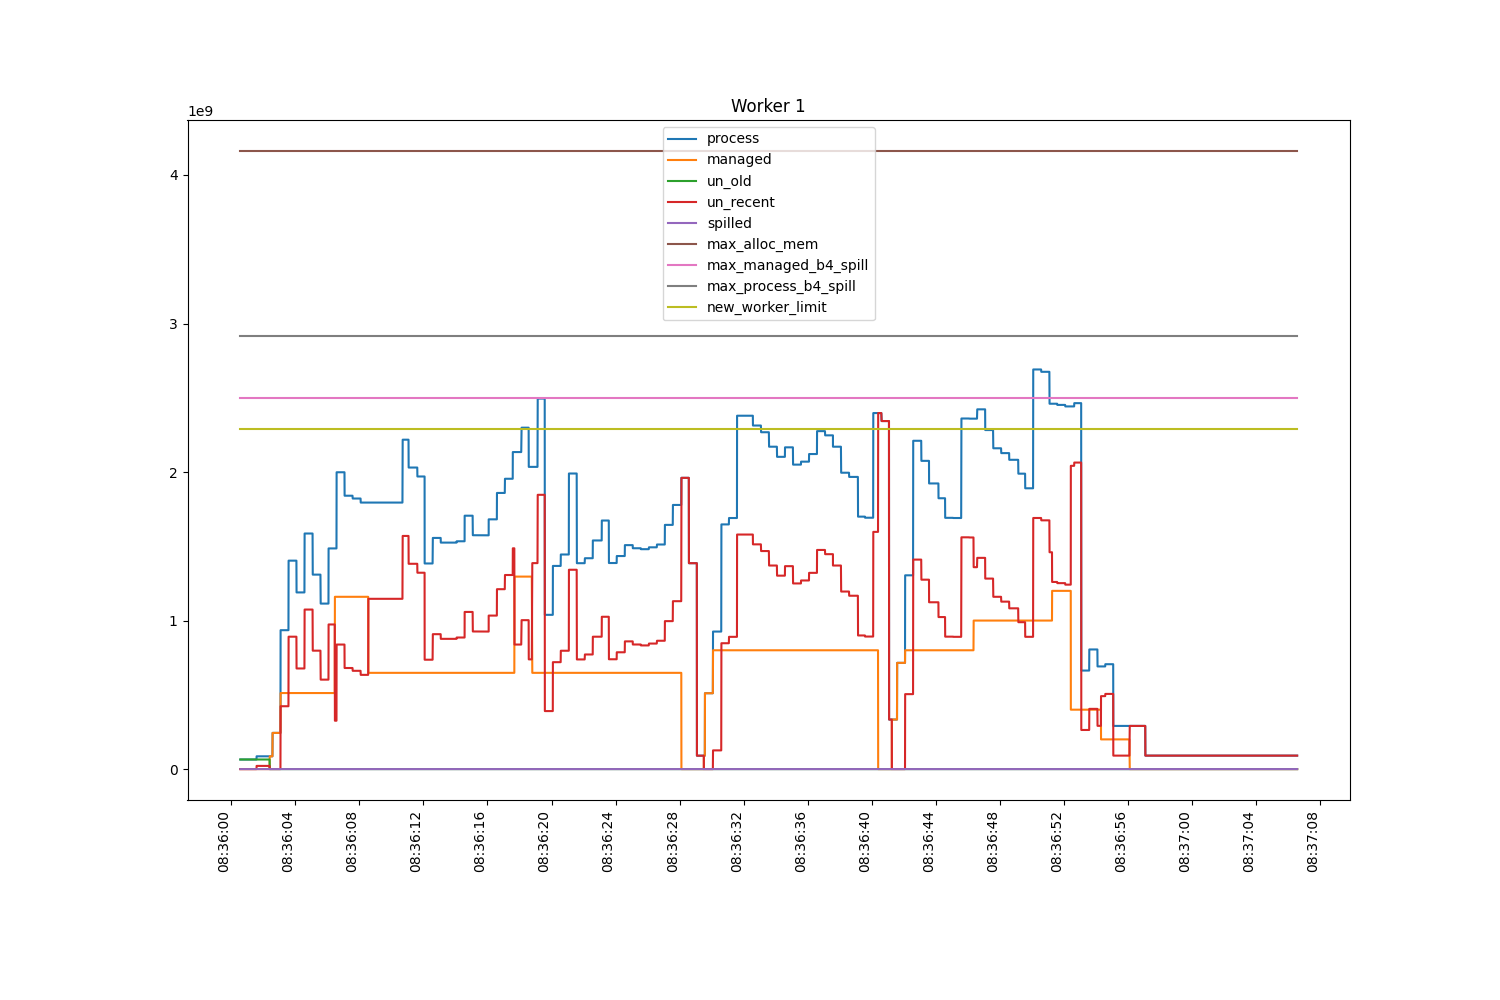 Worker 1
1e9
process
managed
un_old
un_recent
spilled
max_alloc_mem
max_managed_b4_spill
max_process_b4_spill
new_worker_limit
4
3
2
1
0
08:36:00
08:36:04
08:36:08
08:36:12
08:36:16
08:36:20
08:36:24
08:36:28
08:36:32
08:36:36
08:36:40
08:36:44
08:36:48
08:36:52
08:36:56
08:37:00
08:37:04
08:37:08